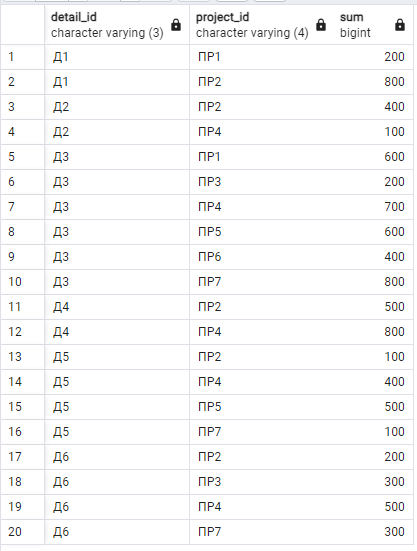 detail_id project_id sum
character varying (3) character varying (4) bigint
1 Д1 ПР1 200
2 Д1 ПР2 800
3 Д2 ПР2 400
4 Д2 ПР4 100
5 Д3 ПР1 600
6 Д3 ПР3 200
7 Д3 ПР4 700
8 Д3 ПР5 600
9 Д3 ПР6 400
10 Д3 ПР7 800
11 Д4 ПР2 500
12 Д4 ПР4 800
13 Д5 ПР2 100
14 Д5 ПР4 400
15 Д5 ПР5 500
16 Д5 ПР7 100
17 Д6 ПР2 200
18 Д6 ПР3 300
19 Д6 ПР4 500
20 Д6 ПР7 300